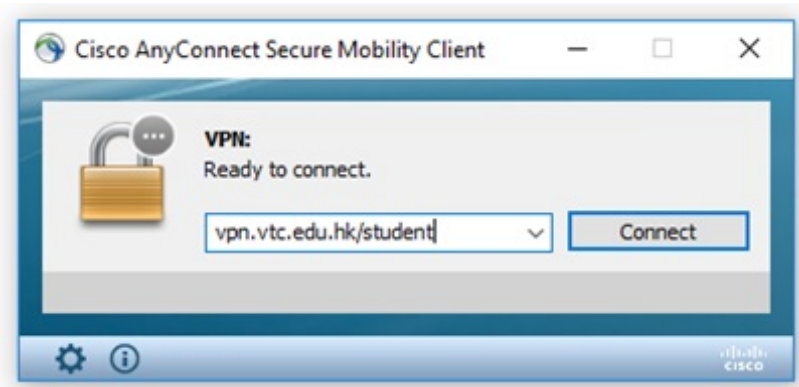 Cisco AnyConnect Secure Mobility Client
VPN:
Ready to connect.
vpn.vtc.edu.hk/student
Connect
CISCO